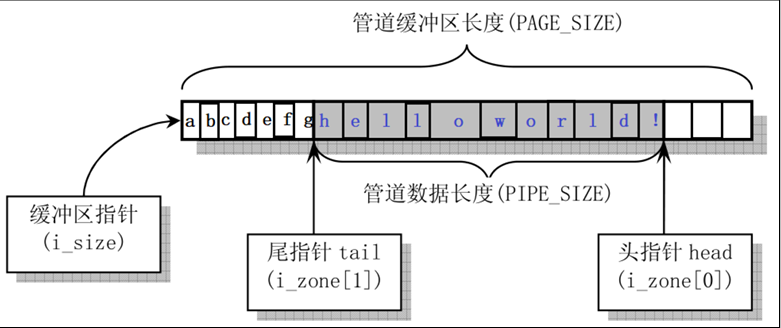 管道缓冲区长度(PAGE_SIZE)
a b c d e f g h e l l o w o r l d !
管道数据长度(PIPE_SIZE)
缓冲区指针
(i_size)
尾指针 tail
(i_zone[1])
头指针 head
(i_zone[0])